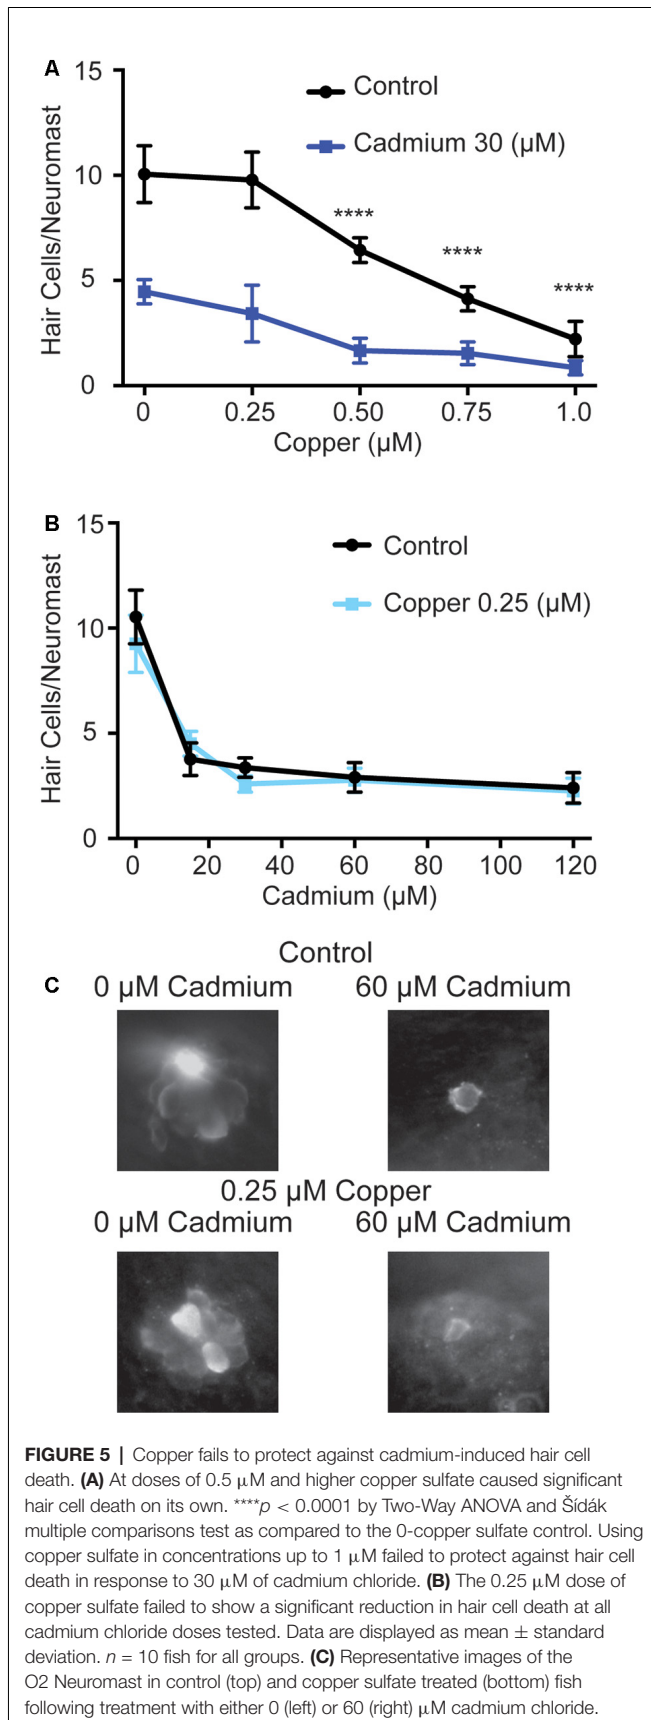 A
15
Control
Cadmium 30 (µM)
10
5
0
Hair Cells/Neuromast
****
****
****
0 0.25 0.50 0.75 1.0
Copper (µM)
B
15
Control
Copper 0.25 (µM)
10
5
0
Hair Cells/Neuromast
0 20 40 60 80 100 120
Cadmium (µM)
Control
C 0 µM Cadmium 60 µM Cadmium
0.25 µM Copper
0 µM Cadmium 60 µM Cadmium
FIGURE 5 | Copper fails to protect against cadmium-induced hair cell
death. (A) At doses of 0.5 µM and higher copper sulfate caused significant
hair cell death on its own. ****p < 0.0001 by Two-Way ANOVA and Šídák
multiple comparisons test as compared to the 0-copper sulfate control. Using
copper sulfate in concentrations up to 1 µM failed to protect against hair cell
death in response to 30 µM of cadmium chloride. (B) The 0.25 µM dose of
copper sulfate failed to show a significant reduction in hair cell death at all
cadmium chloride doses tested. Data are displayed as mean ± standard
deviation. n = 10 fish for all groups. (C) Representative images of the
O2 Neuromast in control (top) and copper sulfate treated (bottom) fish
following treatment with either 0 (left) or 60 (right) µM cadmium chloride.